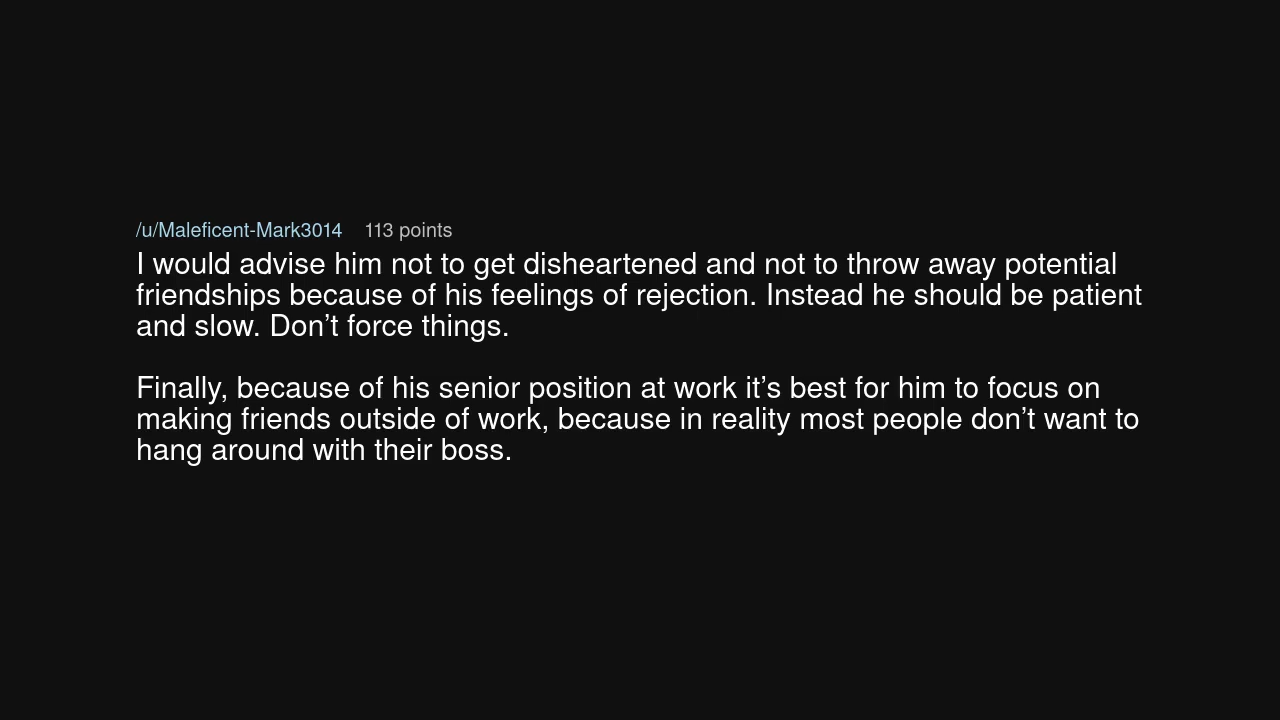 /u/Maleficent-Mark3014 113 points
I would advise him not to get disheartened and not to throw away potential
friendships because of his feelings of rejection. Instead he should be patient
and slow. Don’t force things.
Finally, because of his senior position at work it’s best for him to focus on
making friends outside of work, because in reality most people don’t want to
hang around with their boss.